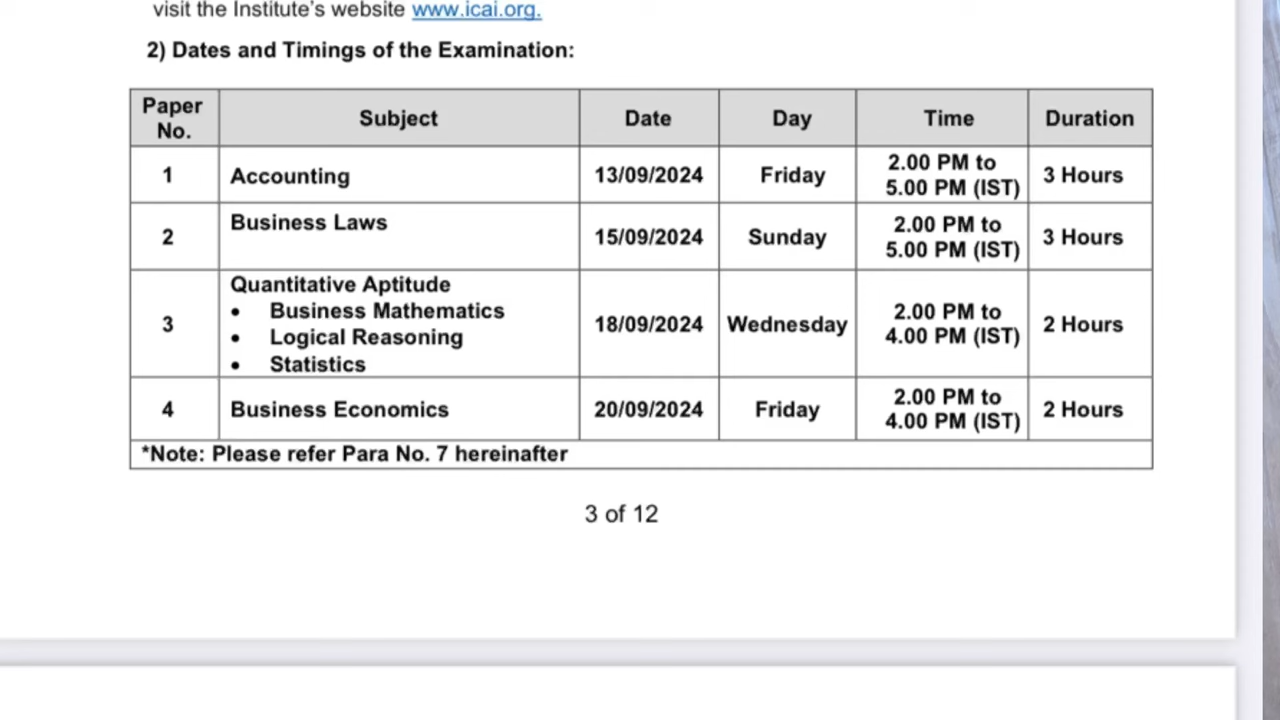 visit the Institute's website www.icai.org.
2) Dates and Timings of the Examination:
Paper No. Subject Date Day Time Duration
1 Accounting 13/09/2024 Friday 2.00 PM to 5.00 PM (IST) 3 Hours
2 Business Laws 15/09/2024 Sunday 2.00 PM to 5.00 PM (IST) 3 Hours
3 Quantitative Aptitude
• Business Mathematics
• Logical Reasoning
• Statistics
18/09/2024 Wednesday 2.00 PM to 4.00 PM (IST) 2 Hours
4 Business Economics 20/09/2024 Friday 2.00 PM to 4.00 PM (IST) 2 Hours
*Note: Please refer Para No. 7 hereinafter
3 of 12